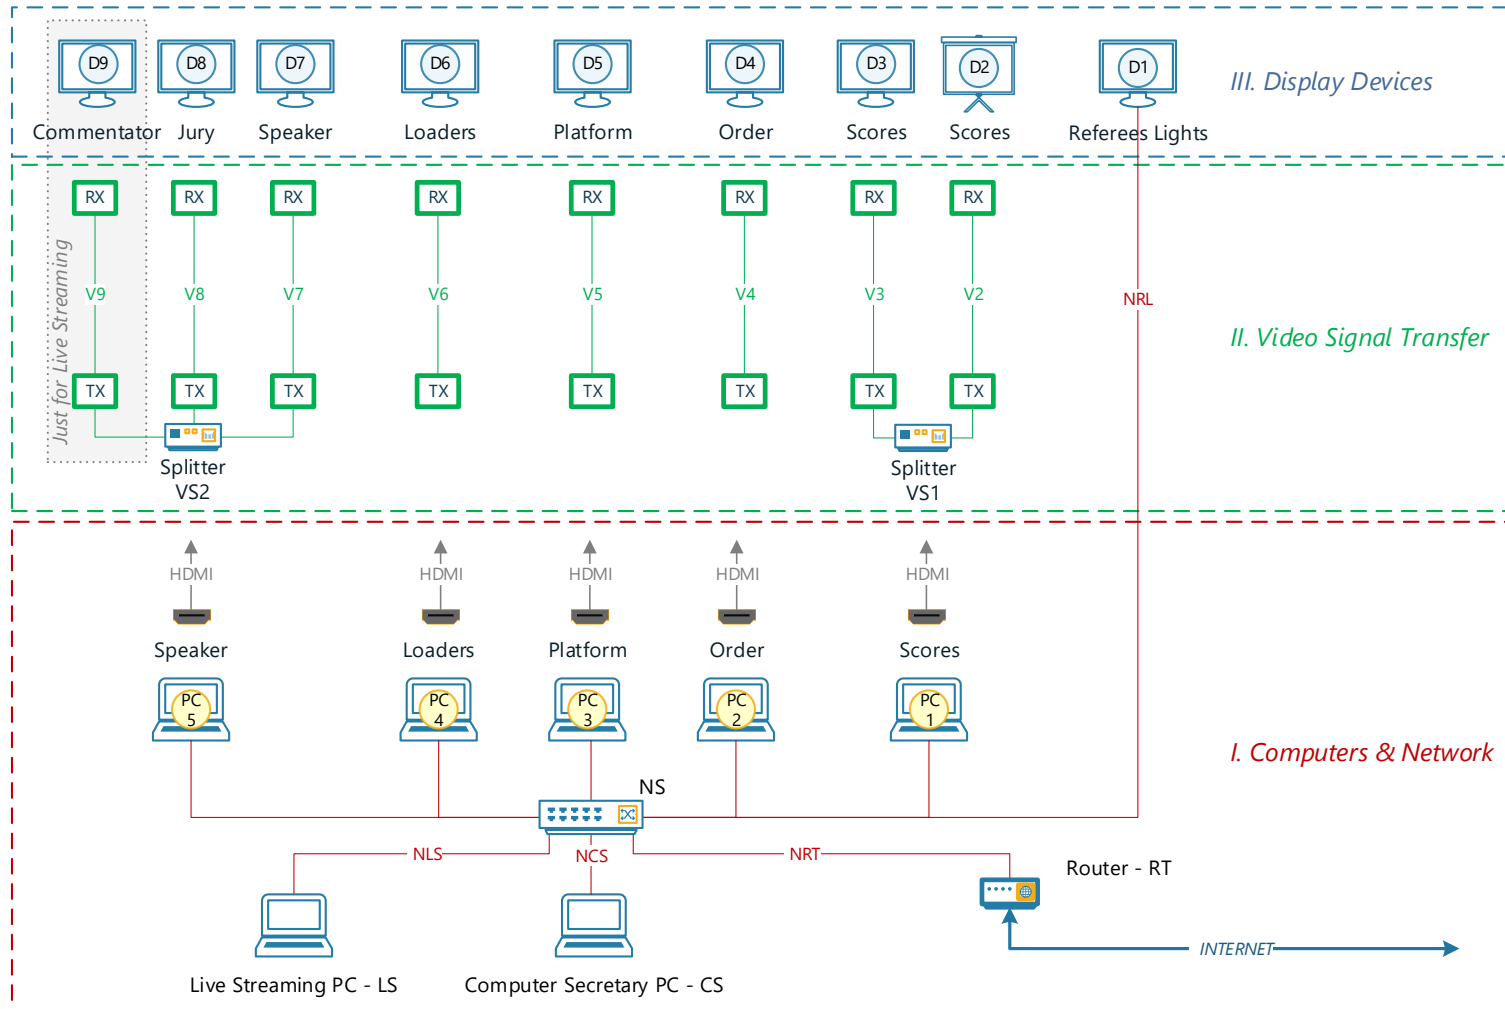 D9
D8
D7
D6
D5
D4
D3
D2
D1
III. Display Devices
Commentator
Jury
Speaker
Loaders
Platform
Order
Scores
Scores
Referees Lights
RX
RX
RX
RX
RX
RX
RX
RX
Just for Live Streaming
V9
V8
V7
V6
V5
V4
V3
V2
NRL
II. Video Signal Transfer
TX
TX
TX
TX
TX
TX
TX
TX
Splitter
VS2
Splitter
VS1
HDMI
HDMI
HDMI
HDMI
HDMI
Speaker
Loaders
Platform
Order
Scores
PC
5
PC
4
PC
3
PC
2
PC
1
I. Computers & Network
NS
NLS
NCS
NRT
Router - RT
INTERNET
Live Streaming PC - LS
Computer Secretary PC - CS